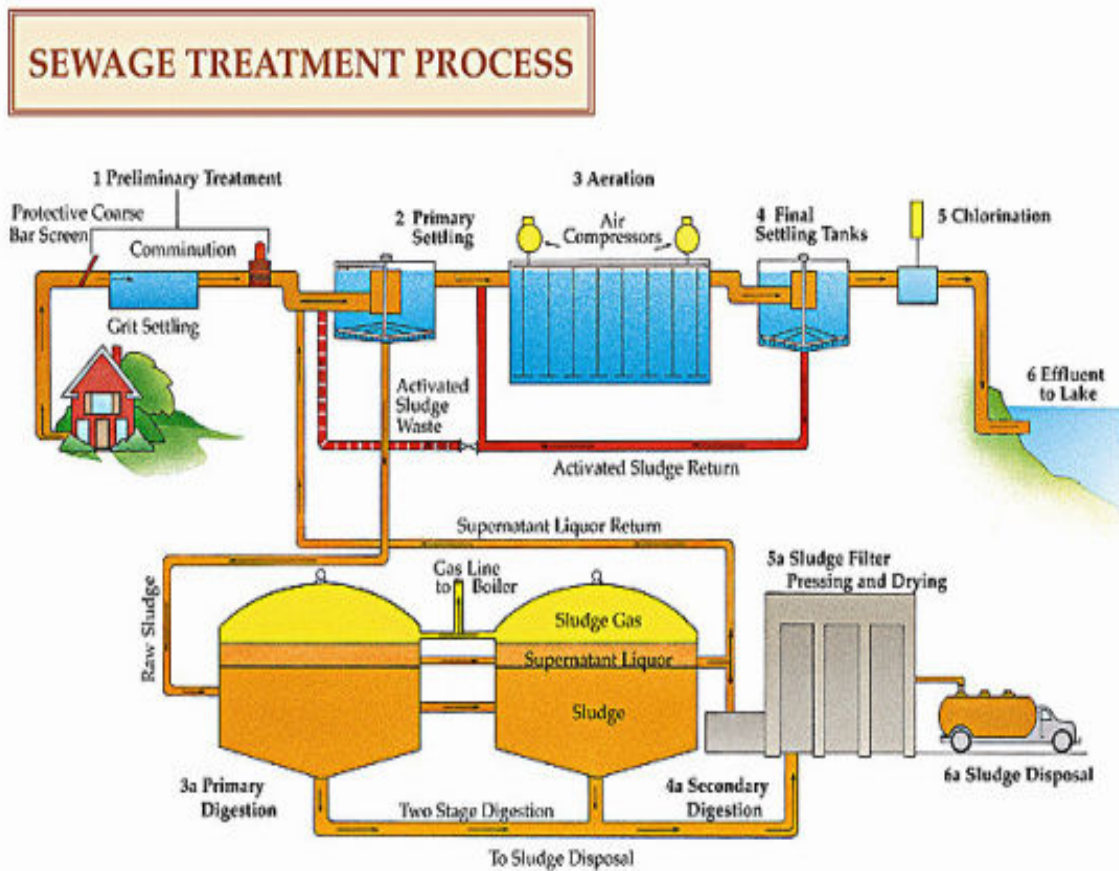 SEWAGE TREATMENT PROCESS
1 Preliminary Treatment
Protective Coarse
Bar Screen
Comminution
Grit Settling
2 Primary
Settling
3 Aeration
Air
Compressors
4 Final
Settling Tanks
5 Chlorination
6 Effluent
to Lake
Activated
Sludge
Waste
Activated Sludge Return
Supernatant Liquor Return
Raw Sludge
Gas Line
to Boiler
Sludge Gas
Supernatant Liquor
Sludge
5a Sludge Filter
Pressing and Drying
3a Primary
Digestion
Two Stage Digestion
4a Secondary
Digestion
6a Sludge Disposal
To Sludge Disposal